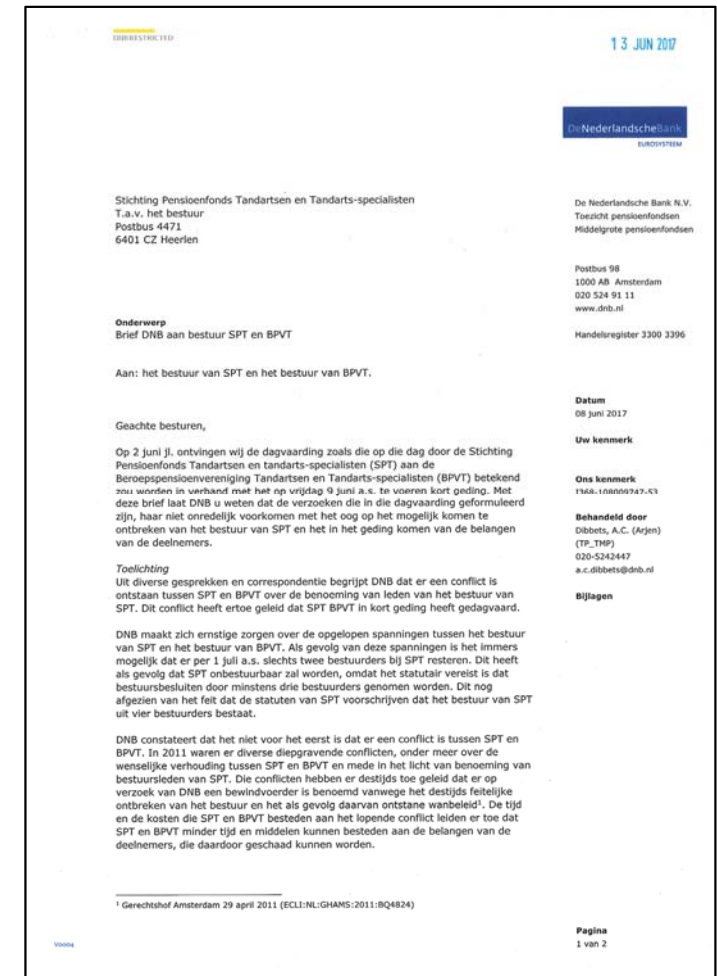 DNB RESTRICTED
13 JUN 2017
DeNederlandscheBank
EUROSYSTEEM
Stichting Pensioenfonds Tandartsen en Tandarts-specialisten
T.a.v. het bestuur
Postbus 4471
6401 CZ Heerlen
De Nederlandsche Bank N.V.
Toezicht pensioenfondsen
Middelgrote pensioenfondsen
Postbus 98
1000 AB Amsterdam
020 524 91 11
www.dnb.nl
Handelsregister 3300 3396
Onderwerp
Brief DNB aan bestuur SPT en BPVT
Aan: het bestuur van SPT en het bestuur van BPVT.
Datum
08 juni 2017
Uw kenmerk
Ons kenmerk
1368-108009747-53
Behandeld door
Dibbets, A.C. (Arjen)
(TP_TMP)
020-5242447
a.c.dibbets@dnb.nl
Bijlagen
Geachte besturen,
Op 2 juni jl. ontvingen wij de dagvaarding zoals die op die dag door de Stichting
Pensioenfonds Tandartsen en tandarts-specialisten (SPT) aan de
Beroepspensioenvereniging Tandartsen en Tandarts-specialisten (BPVT) betekend
zou worden in verband met het op vrijdag 9 juni a.s. te voeren kort geding. Met
deze brief laat DNB u weten dat de verzoeken die in die dagvaarding geformuleerd
zijn, haar niet onredelijk voorkomen met het oog op het mogelijk komen te
ontbreken van het bestuur van SPT en het in het geding komen van de belangen
van de deelnemers.
Toelichting
Uit diverse gesprekken en correspondentie begrijpt DNB dat er een conflict is
ontstaan tussen SPT en BPVT over de benoeming van leden van het bestuur van
SPT. Dit conflict heeft ertoe geleid dat SPT BPVT in kort geding heeft gedagvaard.
DNB maakt zich ernstige zorgen over de opgelopen spanningen tussen het bestuur
van SPT en het bestuur van BPVT. Als gevolg van deze spanningen is het immers
mogelijk dat er per 1 juli a.s. slechts twee bestuurders bij SPT resteren. Dit heeft
als gevolg dat SPT onbestuurbaar zal worden, omdat het statutair vereist is dat
bestuursbesluiten door minstens drie bestuurders genomen worden. Dit nog
afgezien van het feit dat de statuten van SPT voorschrijven dat het bestuur van SPT
uit vier bestuurders bestaat.
DNB constateert dat het niet voor het eerst is dat er een conflict is tussen SPT en
BPVT. In 2011 waren er diverse diepgravende conflicten, onder meer over de
wenselijke verhouding tussen SPT en BPVT en mede in het licht van benoeming van
bestuursleden van SPT. Die conflicten hebben er destijds toe geleid dat er op
verzoek van DNB een bewindvoerder is benoemd vanwege het destijds feitelijke
ontbreken van het bestuur en het als gevolg daarvan ontstane wanbeleid¹. De tijd
en de kosten die SPT en BPVT besteden aan het lopende conflict leiden er toe dat
SPT en BPVT minder tijd en middelen kunnen besteden aan de belangen van de
deelnemers, die daardoor geschaad kunnen worden.
¹ Gerechtshof Amsterdam 29 april 2011 (ECLI:NL:GHAMS:2011:BQ4824)
Pagina
1 van 2
V0004